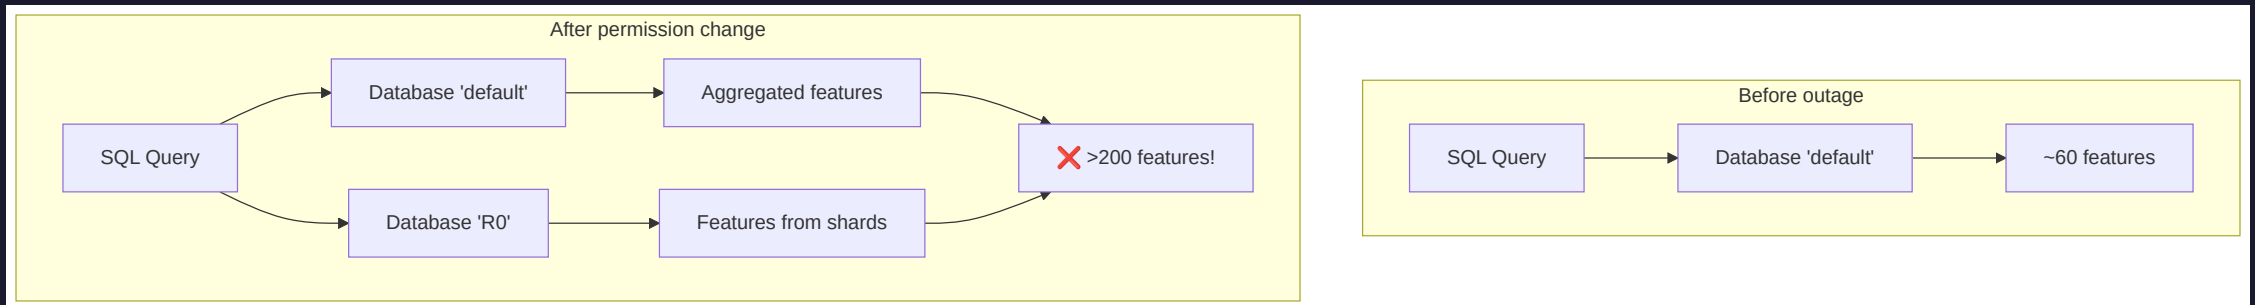 After permission change
SQL Query
Database 'default'
Aggregated features
Database 'R0'
Features from shards
❌ >200 features!
Before outage
SQL Query
Database 'default'
~60 features